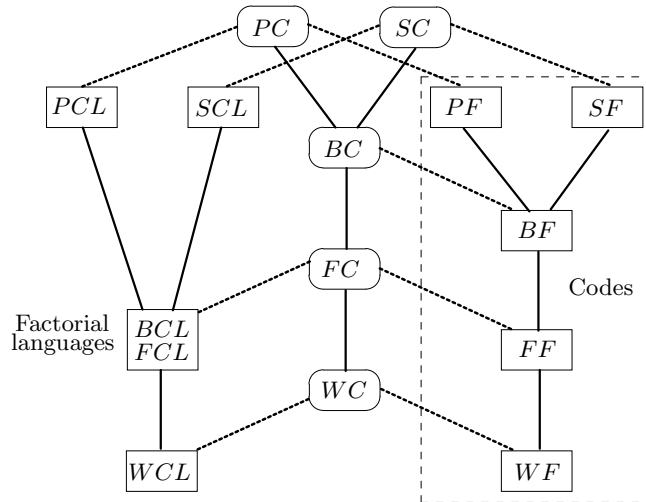 PC
SC
PCL
SCL
PF
SF
BC
BF
FC
Codes
Factorial
languages
BCL
FCL
FF
WC
WCL
WF